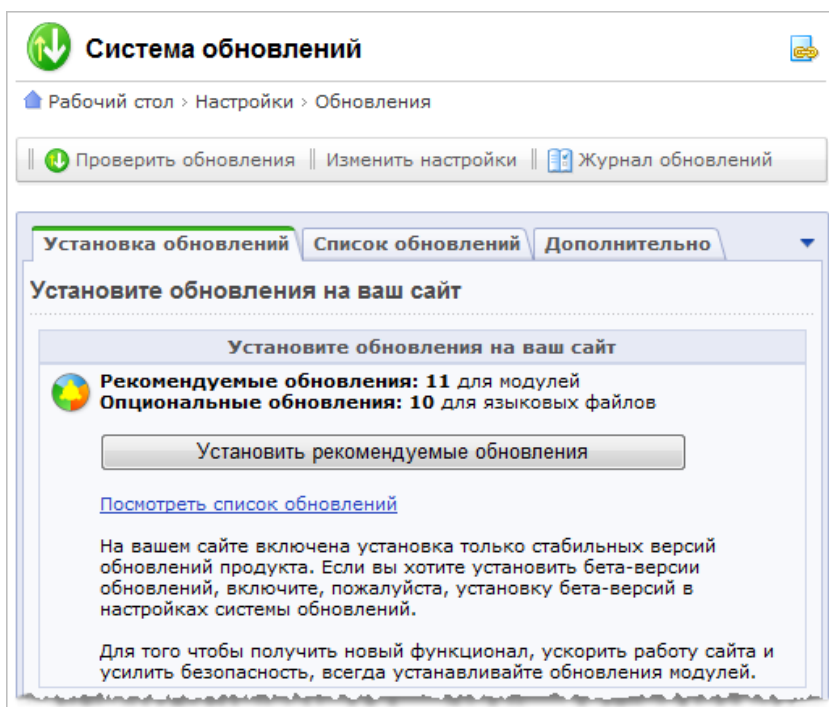 Система обновлений
Рабочий стол > Настройки > Обновления
Проверить обновления Изменить настройки Журнал обновлений
Установка обновлений Список обновлений Дополнительно
Установите обновления на ваш сайт
Установите обновления на ваш сайт
Рекомендуемые обновления: 11 для модулей
Опциональные обновления: 10 для языковых файлов
Установить рекомендуемые обновления
Посмотреть список обновлений
На вашем сайте включена установка только стабильных версий
обновлений продукта. Если вы хотите установить бета-версии
обновлений, включите, пожалуйста, установку бета-версий в
настройках системы обновлений.
Для того чтобы получить новый функционал, ускорить работу сайта и
усилить безопасность, всегда устанавливайте обновления модулей.